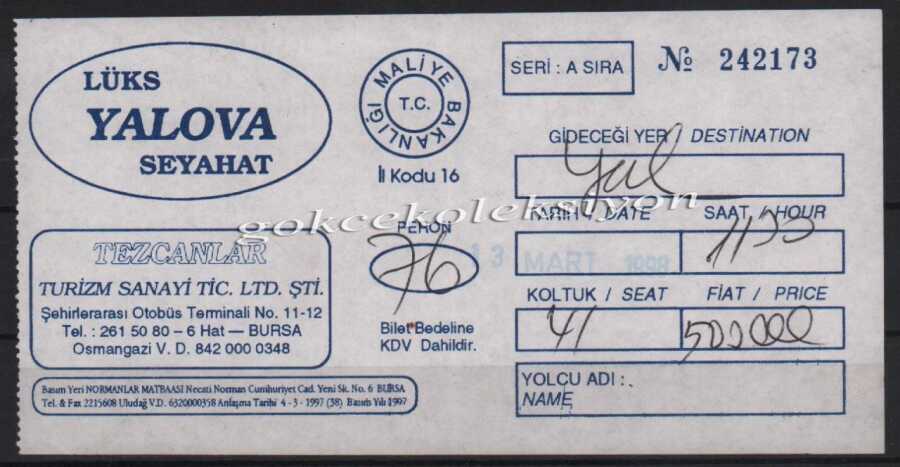 LÜKS
YALOVA
SEYAHAT
T.C. MALİYE BAKANLIĞI
İl Kodu 16
SERİ : A SIRA
№ 242173
GİDECEĞİ YER / DESTINATION
Yal
gokcekoleksiyon
TARİH / DATE
SAAT / HOUR
13 MART 1998
PERON
76
TEZCANLAR
TURİZM SANAYİ TİC. LTD. ŞTİ.
Şehirlerarası Otobüs Terminali No. 11-12
Tel. : 261 50 80 – 6 Hat — BURSA
Osmangazi V. D. 842 000 0348
Bilet Bedeline
KDV Dahildir.
KOLTUK / SEAT
FİAT / PRICE
41
500000
YOLCU ADI :
NAME
Basım Yeri NORMANLAR MATBAASI Necati Norman Cumhuriyet Cad. Yeni Sk. No. 6 BURSA
Tel. & Fax 2215608 Uludağ V.D. 6320000358 Anlaşma Tarihi 4 - 3 - 1997 (38) Basım Yılı 1997